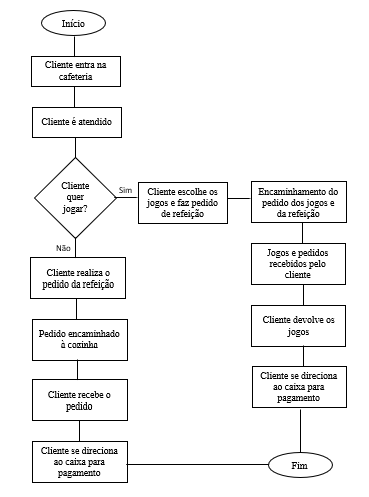 Início
Cliente entra na
cafeteria
Cliente é atendido
Cliente
quer
jogar?
Sim
Cliente escolhe os
jogos e faz pedido
de refeição
Encaminhamento do
pedido dos jogos e
da refeição
Jogos e pedidos
recebidos pelo
cliente
Cliente devolve os
jogos
Cliente se direciona
ao caixa para
pagamento
Não
Cliente realiza o
pedido da refeição
Pedido encaminhado
à cozinha
Cliente recebe o
pedido
Cliente se direciona
ao caixa para
pagamento
Fim